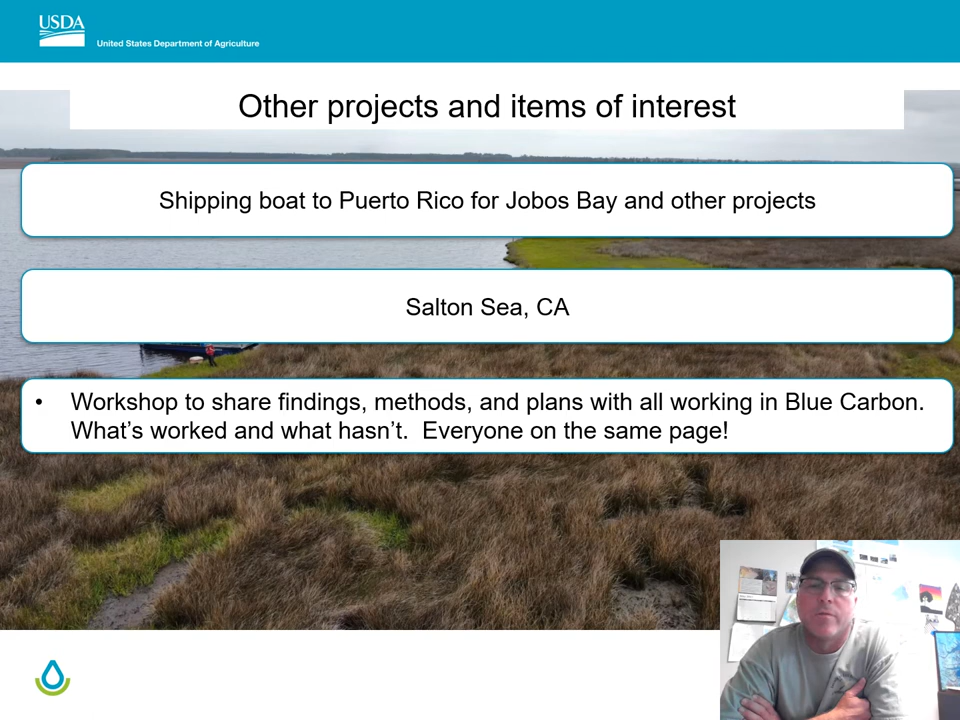 USDA
United States Department of Agriculture
Other projects and items of interest
Shipping boat to Puerto Rico for Jobos Bay and other projects
Salton Sea, CA
• Workshop to share findings, methods, and plans with all working in Blue Carbon.
What’s worked and what hasn’t.  Everyone on the same page!